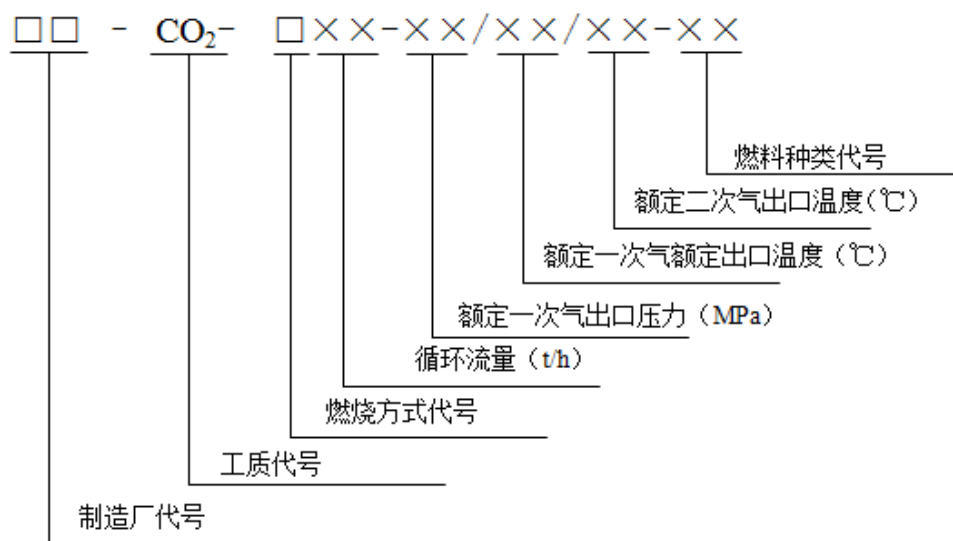 □□ - CO₂- □××-××/××/××-××
燃料种类代号
额定二次气出口温度(℃)
额定一次气额定出口温度（℃）
额定一次气出口压力（MPa）
循环流量（t/h）
燃烧方式代号
工质代号
制造厂代号